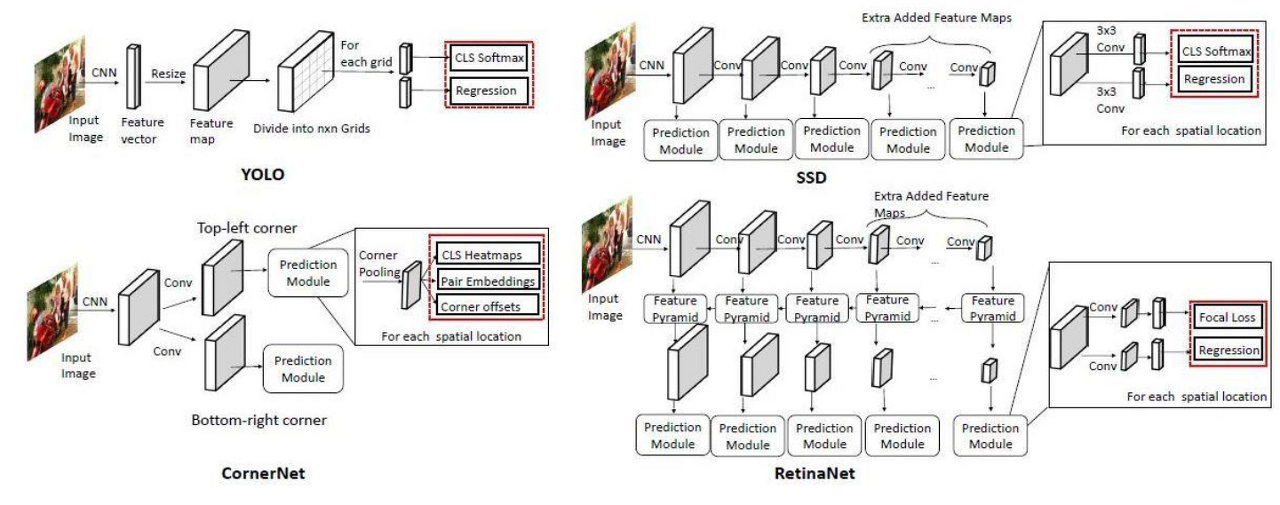 CNN
Resize
For
each grid
CLS Softmax
Regression
Input
Image
Feature
vector
Feature
map
Divide into nxn Grids
YOLO
Extra Added Feature Maps
CNN
Conv
Conv
Conv
Conv
...
Conv
Input
Image
Prediction
Module
Prediction
Module
Prediction
Module
Prediction
Module
Prediction
Module
3x3
Conv
3x3
Conv
CLS Softmax
Regression
For each spatial location
SSD
Top-left corner
CNN
Conv
Conv
Input
Image
Prediction
Module
Prediction
Module
Corner
Pooling
CLS Heatmaps
Pair Embeddings
Corner offsets
For each spatial location
Bottom-right corner
CornerNet
Extra Added Feature
Maps
CNN
Conv
Conv
Conv
Conv
...
Conv
Input
Image
Feature
Pyramid
Feature
Pyramid
Feature
Pyramid
Feature
Pyramid
...
Feature
Pyramid
...
Prediction
Module
Prediction
Module
Prediction
Module
Prediction
Module
Prediction
Module
Conv
Conv
Focal Loss
Regression
For each spatial location
RetinaNet